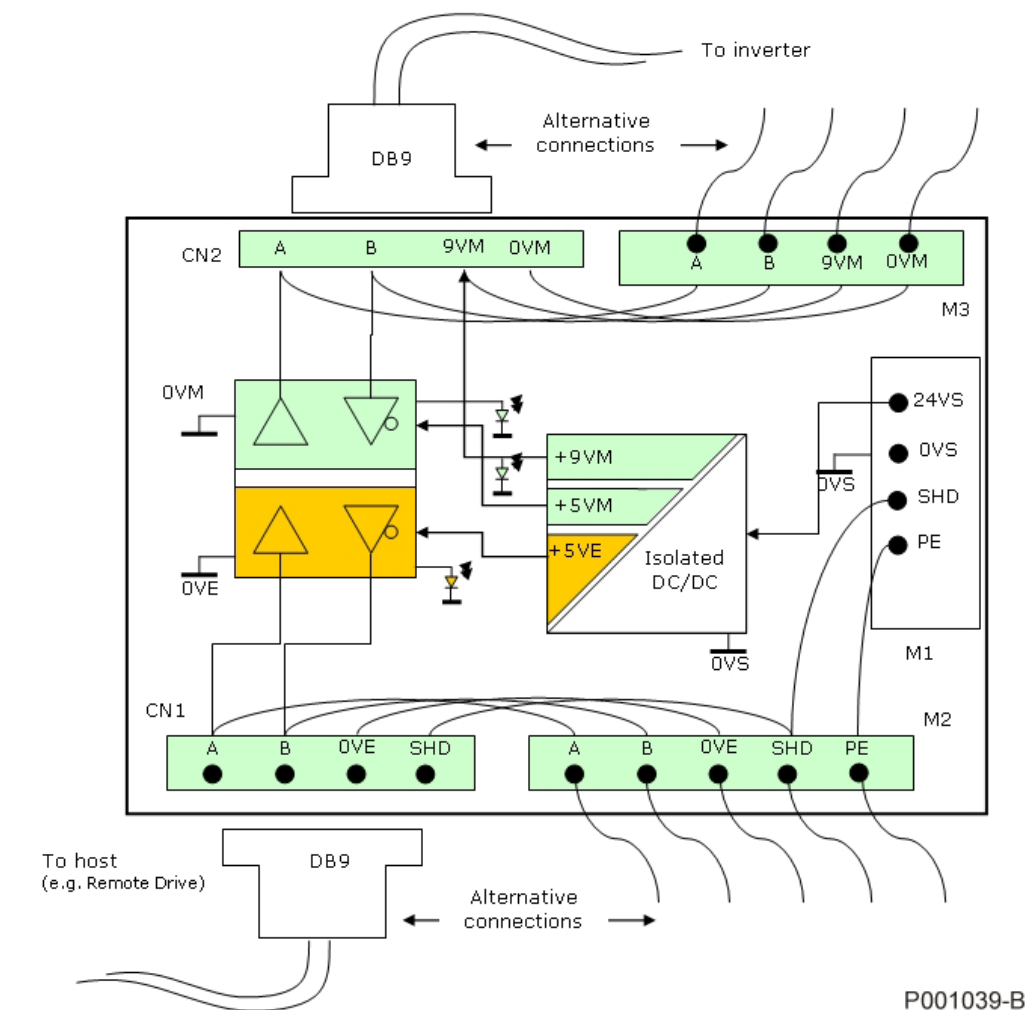 To inverter
Alternative
connections
DB9
CN2
A B 9VM 0VM
A B 9VM 0VM
M3
0VM
24VS
0VS
SHD
PE
0VS
M1
+9VM
+5VM
+5VE
Isolated
DC/DC
0VE
0VS
CN1
M2
A B 0VE SHD
A B 0VE SHD PE
To host
(e.g. Remote Drive)
DB9
Alternative
connections
P001039-B